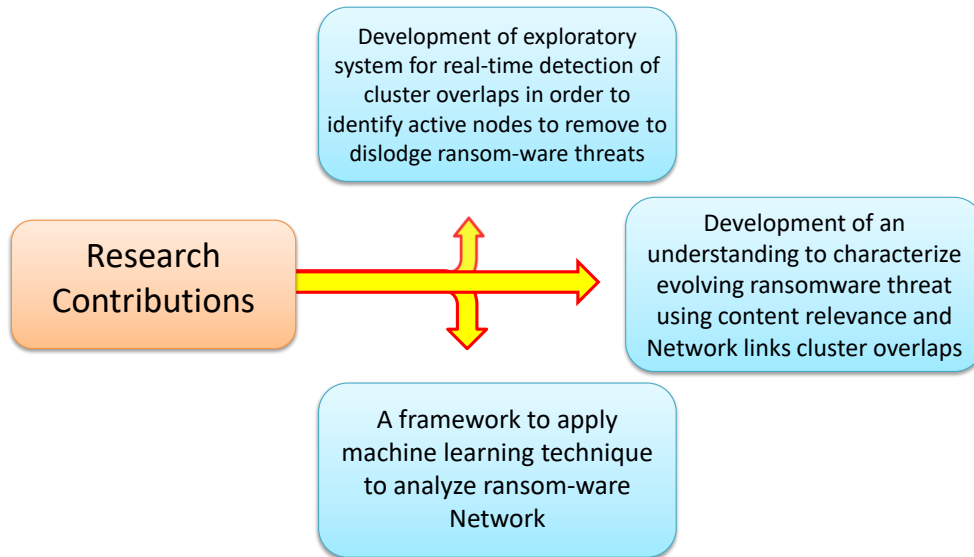 Development of exploratory
system for real-time detection of
cluster overlaps in order to
identify active nodes to remove to
dislodge ransom-ware threats
Research
Contributions
Development of an
understanding to characterize
evolving ransomware threat
using content relevance and
Network links cluster overlaps
A framework to apply
machine learning technique
to analyze ransom-ware
Network